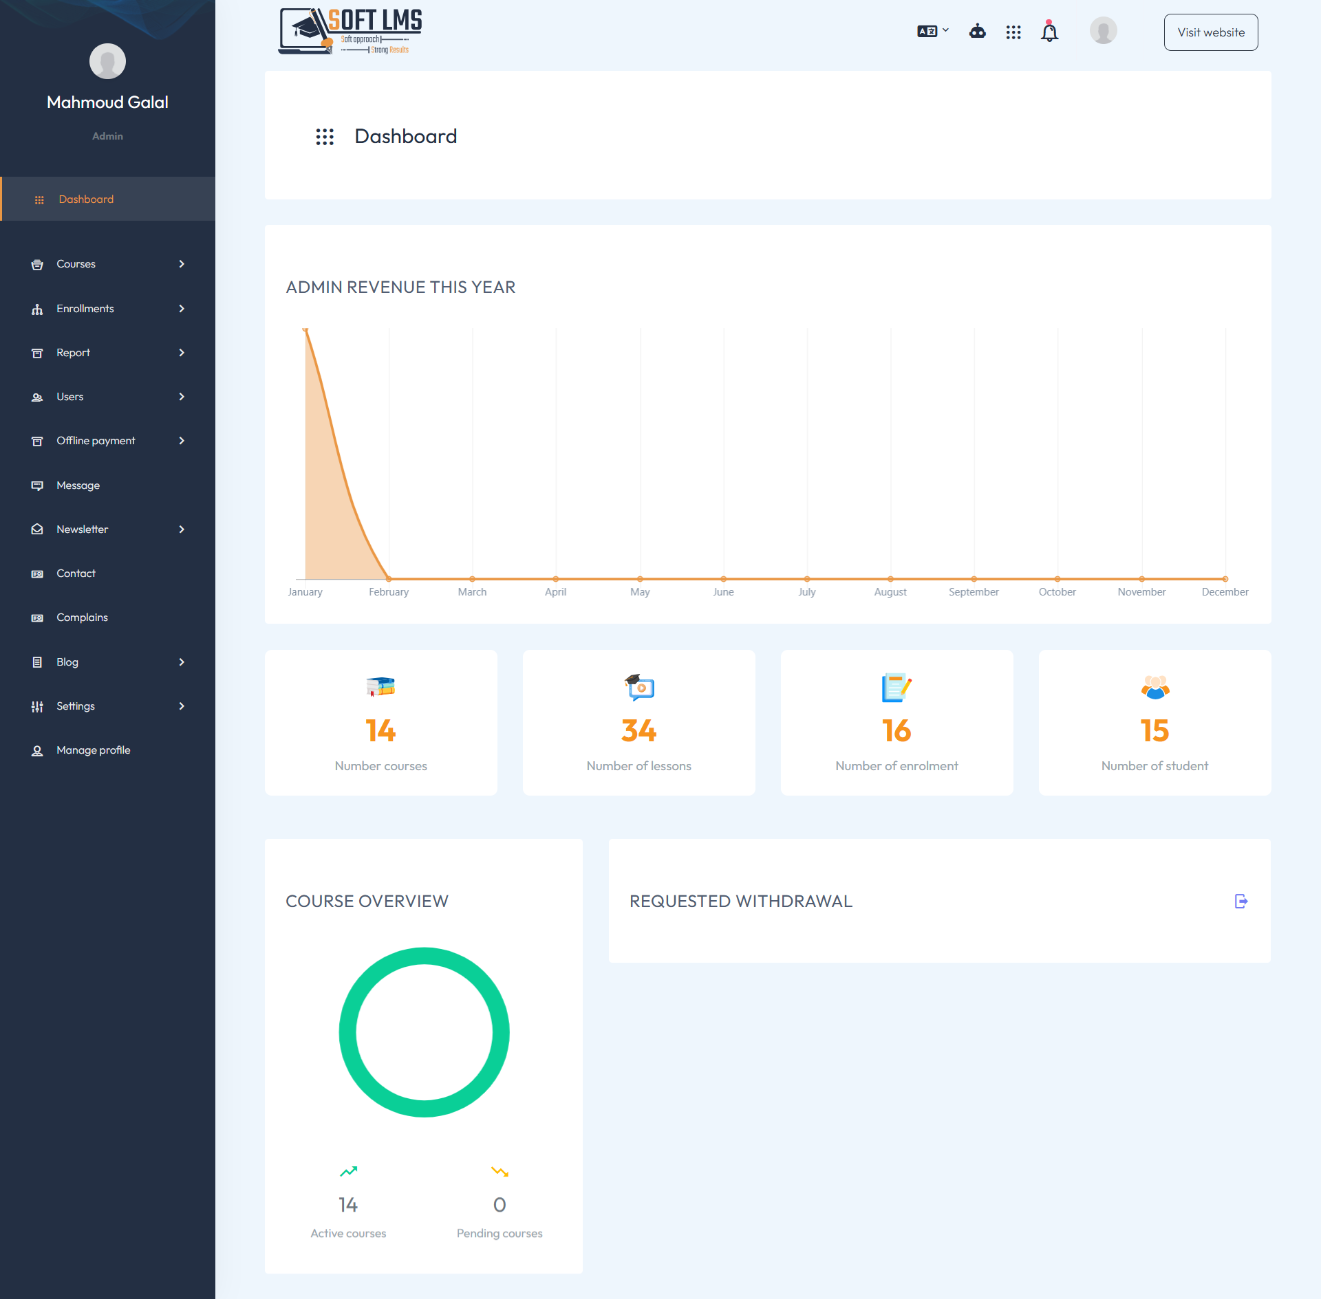 Mahmoud Galal
Admin
Dashboard
Courses
Enrollments
Report
Users
Offline payment
Message
Newsletter
Contact
Complains
Blog
Settings
Manage profile
SOFT LMS
Soft approach
Strong Results
Visit website
Dashboard
ADMIN REVENUE THIS YEAR
January February March April May June July August September October November December
14
Number courses
34
Number of lessons
16
Number of enrolment
15
Number of student
COURSE OVERVIEW
14
Active courses
0
Pending courses
REQUESTED WITHDRAWAL